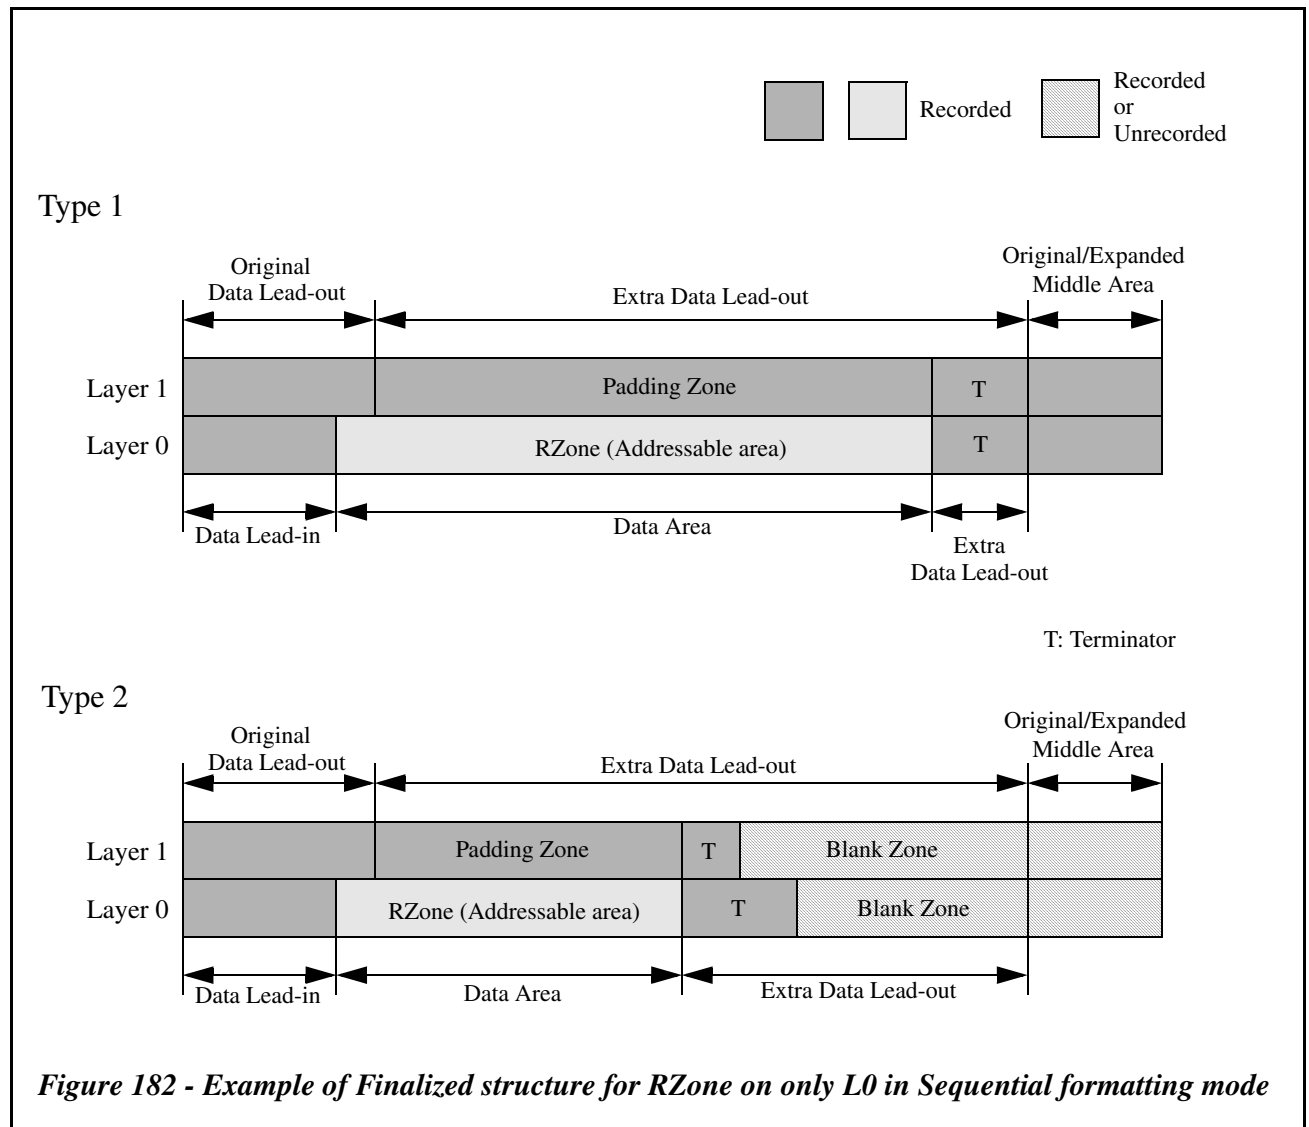 Recorded
Recorded
or
Unrecorded
Type 1
Original
Data Lead-out
Extra Data Lead-out
Original/Expanded
Middle Area
Layer 1
Padding Zone
T
Layer 0
RZone (Addressable area)
T
Data Lead-in
Data Area
Extra
Data Lead-out
T: Terminator
Type 2
Original
Data Lead-out
Extra Data Lead-out
Original/Expanded
Middle Area
Layer 1
Padding Zone
T
Blank Zone
Layer 0
RZone (Addressable area)
T
Blank Zone
Data Lead-in
Data Area
Extra Data Lead-out
Figure 182 - Example of Finalized structure for RZone on only L0 in Sequential formatting mode